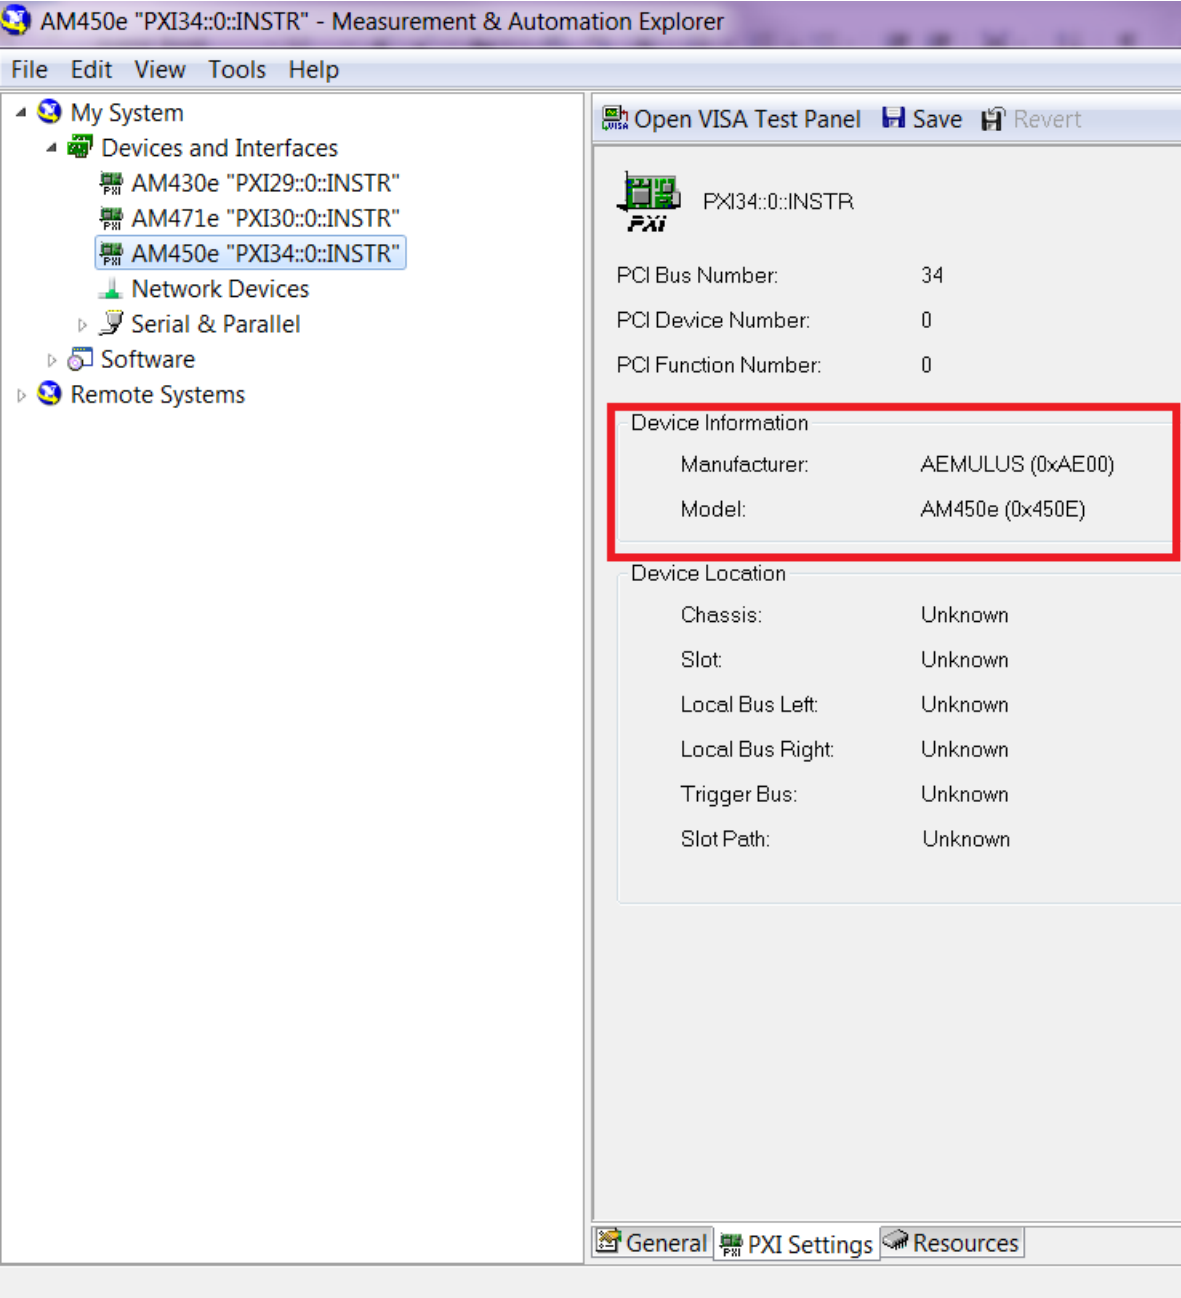 AM450e "PXI34::0::INSTR" - Measurement & Automation Explorer
File Edit View Tools Help
My System
Devices and Interfaces
AM430e "PXI29::0::INSTR"
AM471e "PXI30::0::INSTR"
AM450e "PXI34::0::INSTR"
Network Devices
Serial & Parallel
Software
Remote Systems
VISA Open VISA Test Panel Save Revert
PXI PXI34::0::INSTR
PCI Bus Number: 34
PCI Device Number: 0
PCI Function Number: 0
Device Information
Manufacturer: AEMULUS (0xAE00)
Model: AM450e (0x450E)
Device Location
Chassis: Unknown
Slot: Unknown
Local Bus Left: Unknown
Local Bus Right: Unknown
Trigger Bus: Unknown
Slot Path: Unknown
General PXI Settings Resources